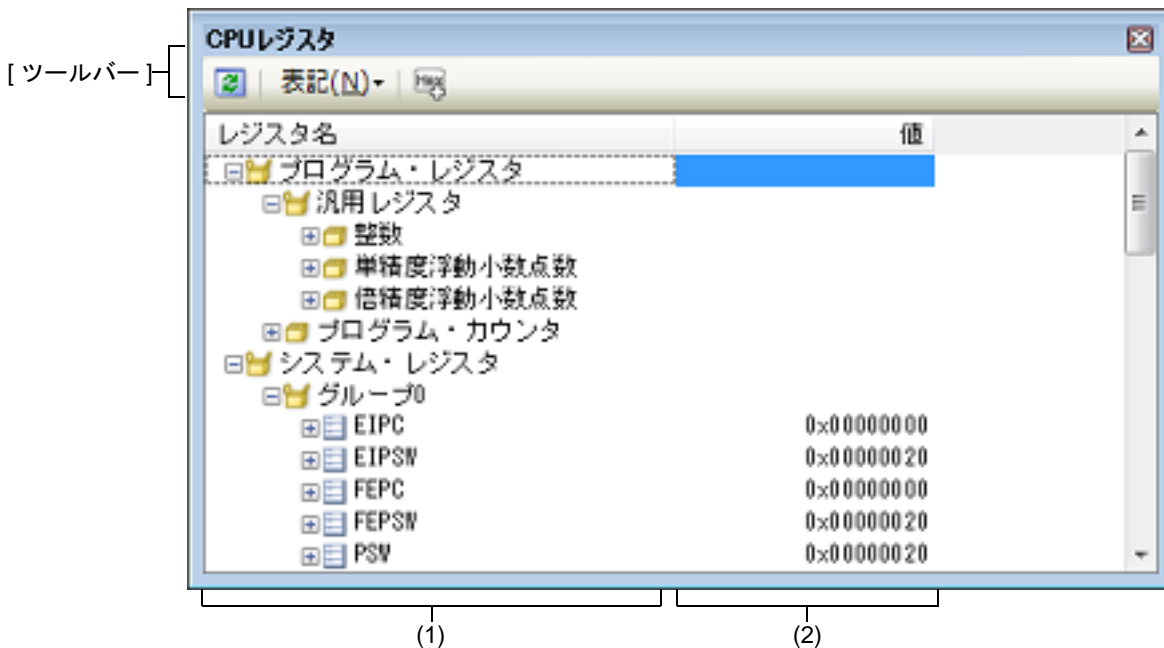 CPUレジスタ
[ ツールバー ]
表記(N)
Hex
レジスタ名 値
プログラム・レジスタ
汎用レジスタ
整数
単精度浮動小数点数
倍精度浮動小数点数
プログラム・カウンタ
システム・レジスタ
グループ0
EIPC 0x00000000
EIPSW 0x00000020
FEPC 0x00000000
FEPSW 0x00000020
PSW 0x00000020
(1) (2)